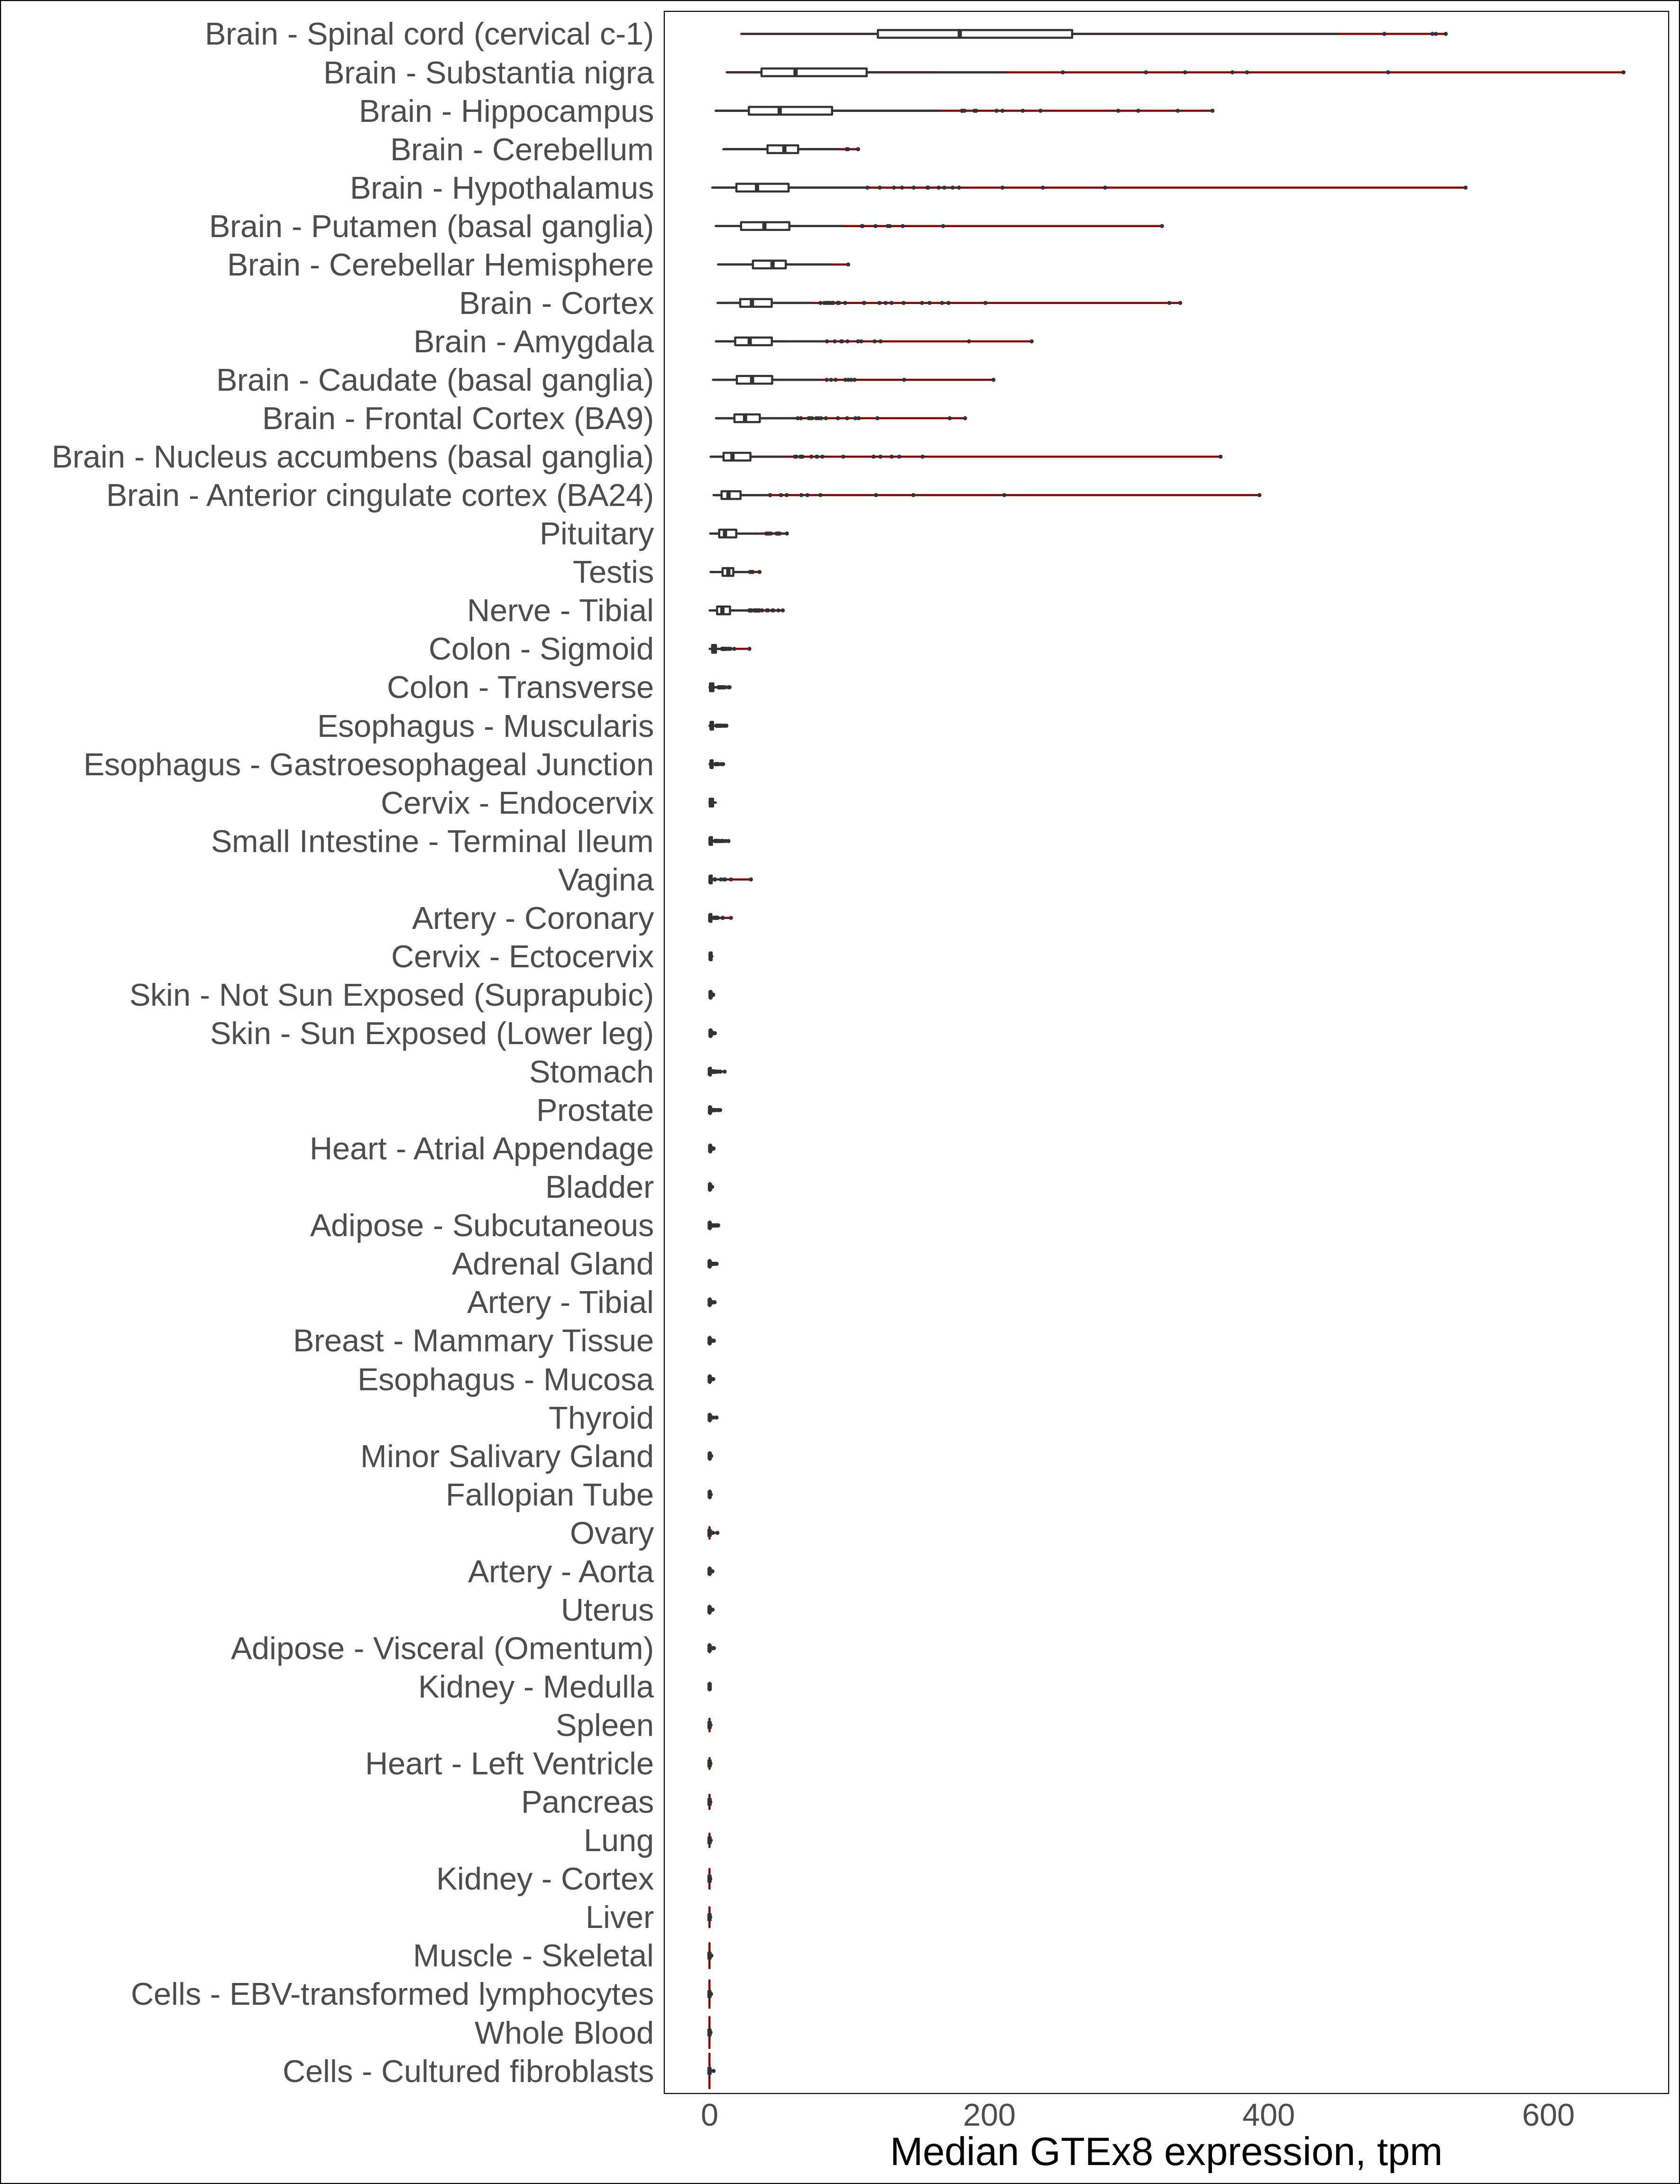 Brain - Spinal cord (cervical c-1)
Brain - Substantia nigra
Brain - Hippocampus
Brain - Cerebellum
Brain - Hypothalamus
Brain - Putamen (basal ganglia)
Brain - Cerebellar Hemisphere
Brain - Cortex
Brain - Amygdala
Brain - Caudate (basal ganglia)
Brain - Frontal Cortex (BA9)
Brain - Nucleus accumbens (basal ganglia)
Brain - Anterior cingulate cortex (BA24)
Pituitary
Testis
Nerve - Tibial
Colon - Sigmoid
Colon - Transverse
Esophagus - Muscularis
Esophagus - Gastroesophageal Junction
Cervix - Endocervix
Small Intestine - Terminal Ileum
Vagina
Artery - Coronary
Cervix - Ectocervix
Skin - Not Sun Exposed (Suprapubic)
Skin - Sun Exposed (Lower leg)
Stomach
Prostate
Heart - Atrial Appendage
Bladder
Adipose - Subcutaneous
Adrenal Gland
Artery - Tibial
Breast - Mammary Tissue
Esophagus - Mucosa
Thyroid
Minor Salivary Gland
Fallopian Tube
Ovary
Artery - Aorta
Uterus
Adipose - Visceral (Omentum)
Kidney - Medulla
Spleen
Heart - Left Ventricle
Pancreas
Lung
Kidney - Cortex
Liver
Muscle - Skeletal
Cells - EBV-transformed lymphocytes
Whole Blood
Cells - Cultured fibroblasts
0 200 400 600
Median GTEx8 expression, tpm